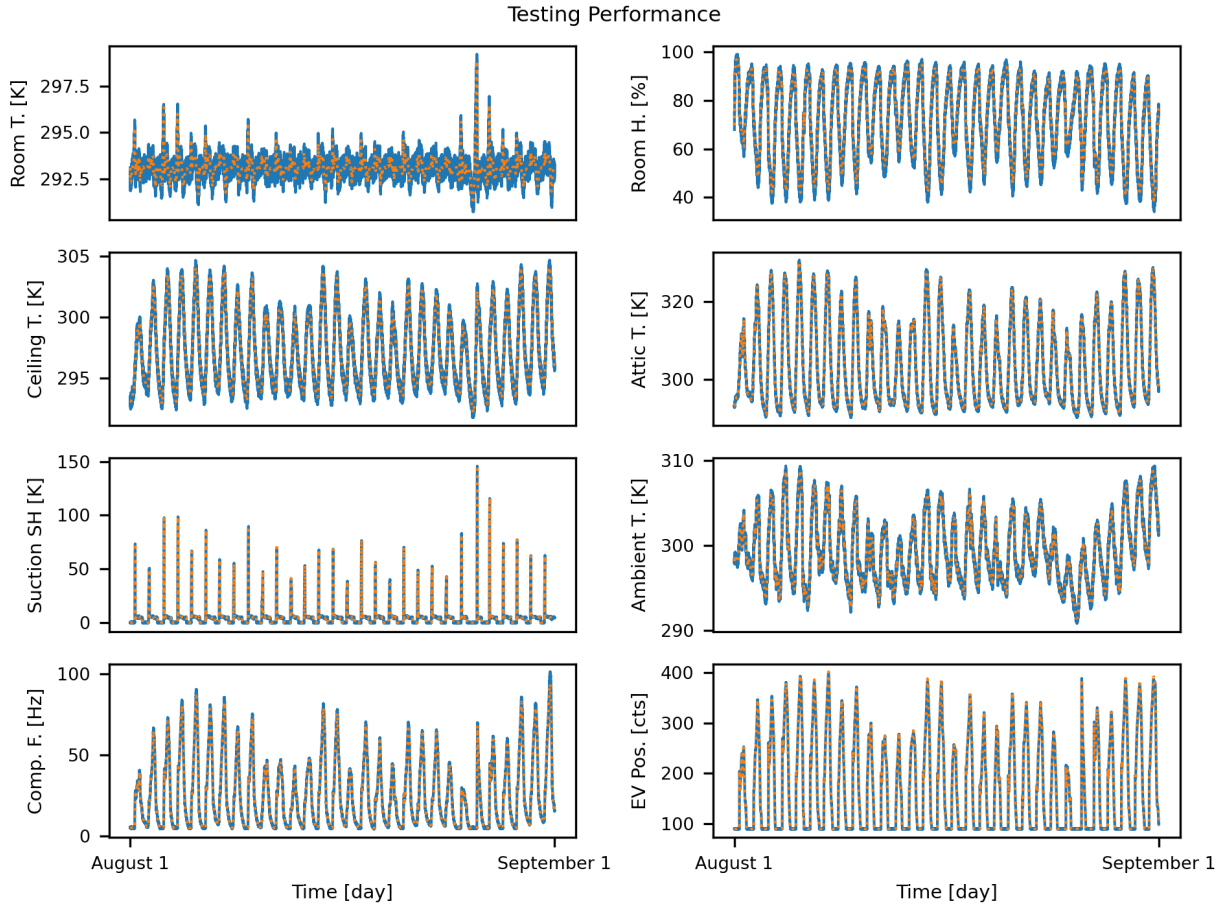 Testing Performance
Room T. [K]
297.5
295.0
292.5
Room H. [%]
100
80
60
40
Ceiling T. [K]
305
300
295
Attic T. [K]
320
300
Suction SH [K]
150
100
50
0
Ambient T. [K]
310
300
290
Comp. F. [Hz]
100
50
0
EV Pos. [cts]
400
300
200
100
August 1
September 1
August 1
September 1
Time [day]
Time [day]